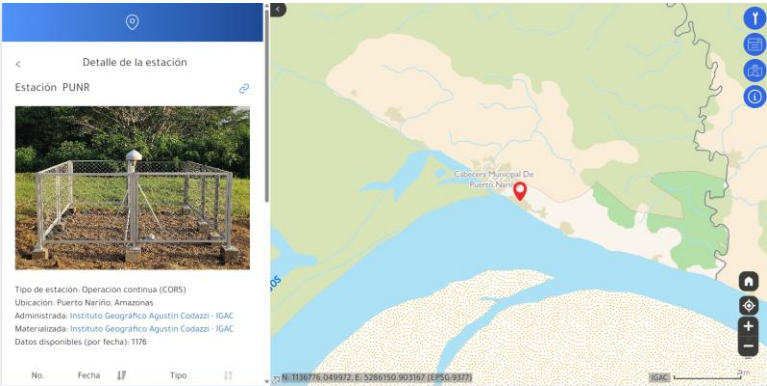 Detalle de la estación
Estación PUNR
Tipo de estación: Operación continua (CORS)
Ubicación: Puerto Nariño, Amazonas
Administrada: Instituto Geográfico Agustín Codazzi - IGAC
Materializada: Instituto Geográfico Agustín Codazzi - IGAC
Datos disponibles (por fecha): 1176
No. Fecha Tipo
Cabecera Municipal De
Puerto Nariñ
N: 1136776.049972, E: 5286150.903167 (EPSG:9377)
IGAC
2km